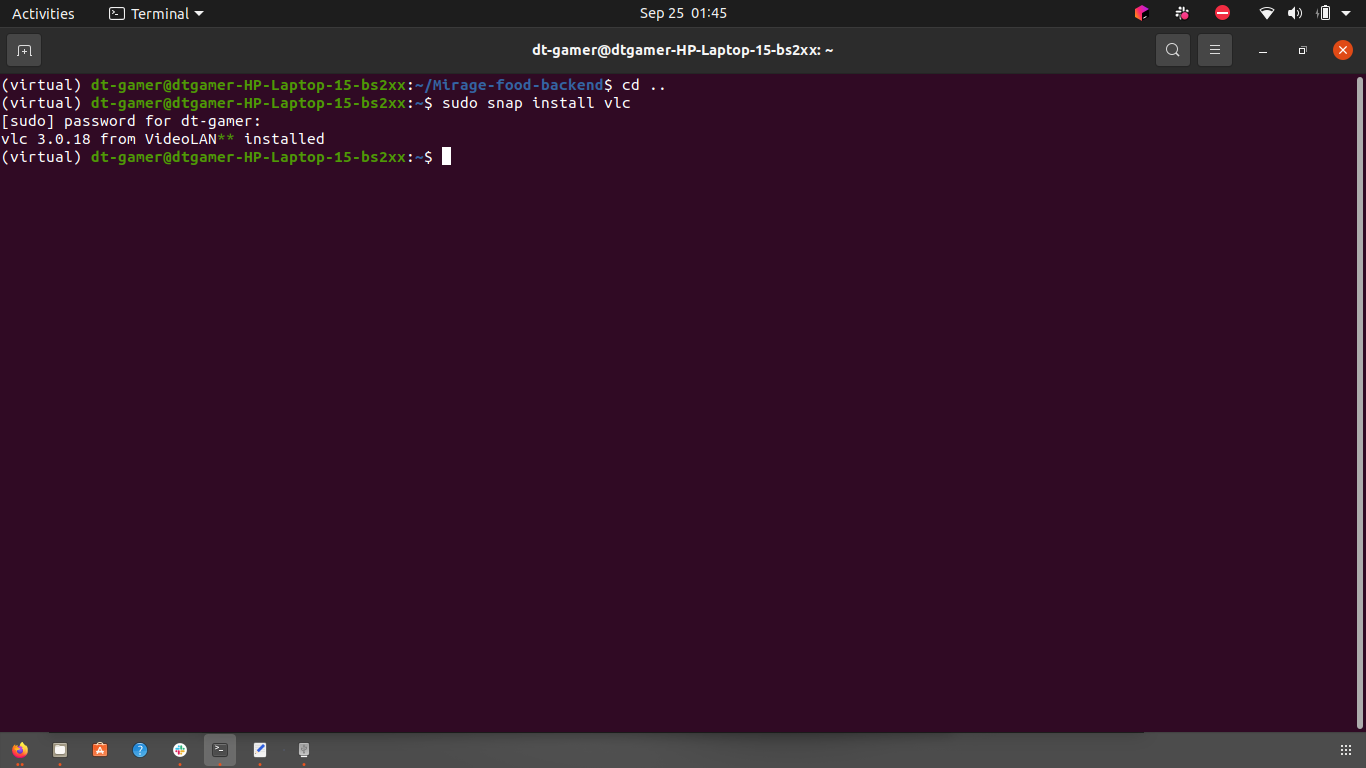 Activities
Terminal
Sep 25 01:45
dt-gamer@dtgamer-HP-Laptop-15-bs2xx: ~
(virtual) dt-gamer@dtgamer-HP-Laptop-15-bs2xx:~/Mirage-food-backend$ cd ..
(virtual) dt-gamer@dtgamer-HP-Laptop-15-bs2xx:~$ sudo snap install vlc
[sudo] password for dt-gamer:
vlc 3.0.18 from VideoLAN** installed
(virtual) dt-gamer@dtgamer-HP-Laptop-15-bs2xx:~$